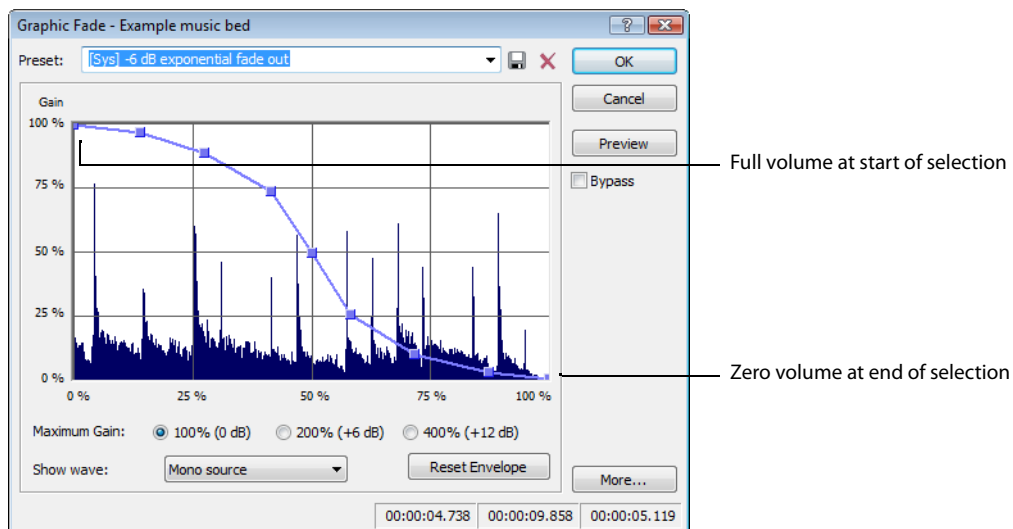 Graphic Fade - Example music bed
Preset: [Sys] -6 dB exponential fade out
OK
Cancel
Preview
Bypass
Gain
100 %
75 %
50 %
25 %
0 %
0 % 25 % 50 % 75 % 100 %
Full volume at start of selection
Zero volume at end of selection
Maximum Gain: 100% (0 dB) 200% (+6 dB) 400% (+12 dB)
Show wave: Mono source Reset Envelope
More...
00:00:04.738 00:00:09.858 00:00:05.119